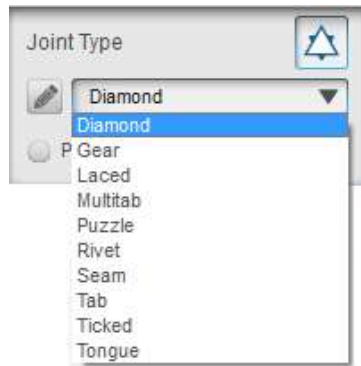 Joint Type
Diamond
Diamond
P Gear
Laced
Multitab
Puzzle
Rivet
Seam
Tab
Ticked
Tongue